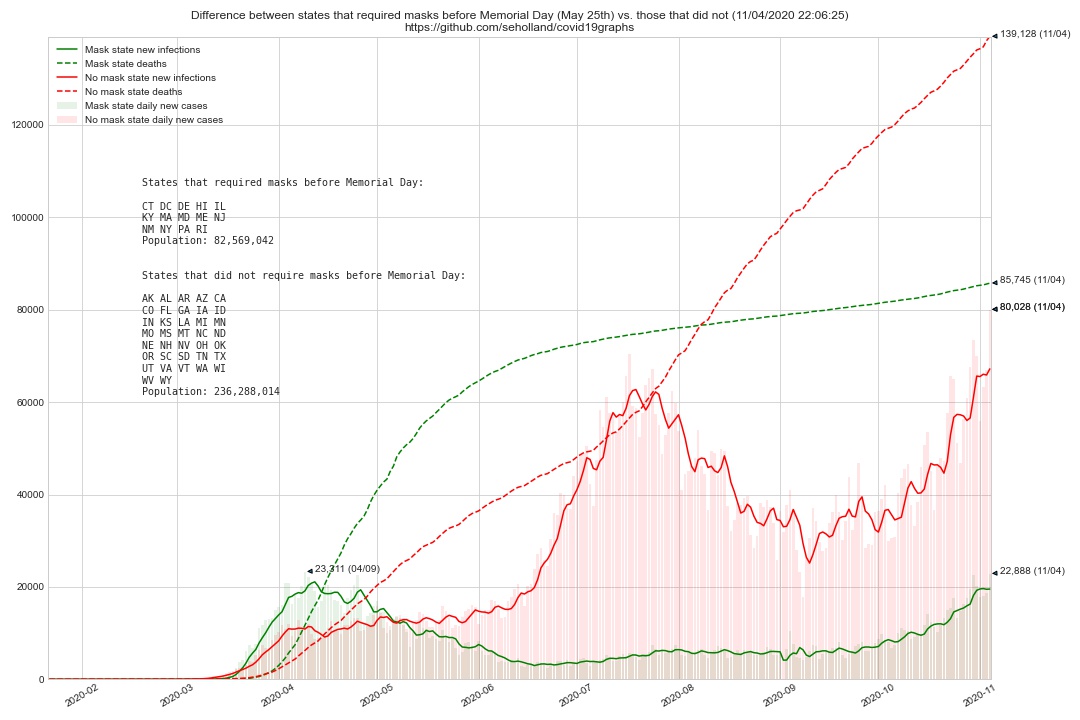 Difference between states that required masks before Memorial Day (May 25th) vs. those that did not (11/04/2020 22:06:25)
https://github.com/seholland/covid19graphs
139,128 (11/04)
Mask state new infections
Mask state deaths
No mask state new infections
No mask state deaths
Mask state daily new cases
No mask state daily new cases
120000
States that required masks before Memorial Day:
CT DC DE HI IL
KY MA MD ME NJ
NM NY PA RI
Population: 82,569,042
100000
States that did not require masks before Memorial Day:
AK AL AR AZ CA
CO FL GA IA ID
IN KS LA MI MN
MO MS MT NC ND
NE NH NV OH OK
OR SC SD TN TX
UT VA VT WA WI
WV WY
Population: 236,288,014
85,745 (11/04)
80,028 (11/04)
80000
60000
40000
20000
0
23,311 (04/09)
22,888 (11/04)
2020-02
2020-03
2020-04
2020-05
2020-06
2020-07
2020-08
2020-09
2020-10
2020-11